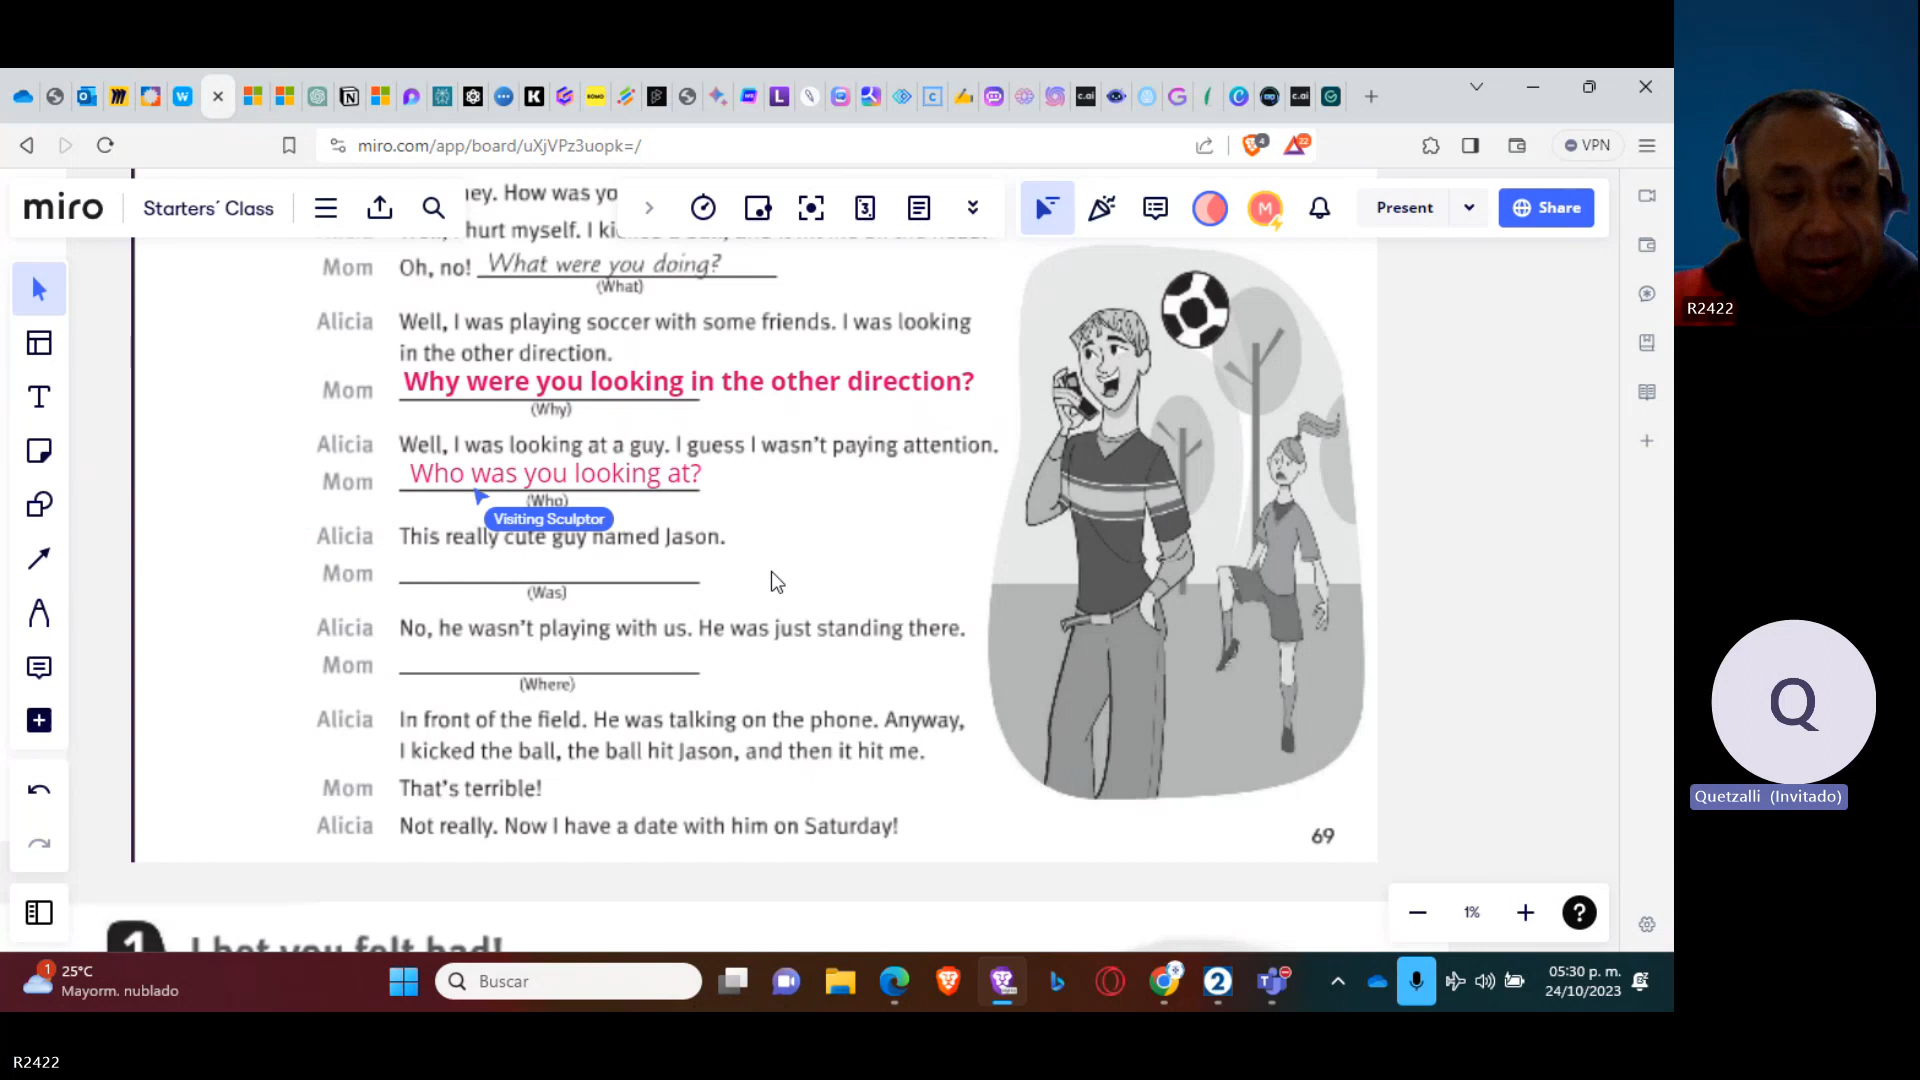 miro.com/app/board/uXjVPz3uopk=/
VPN
miro
Starters´ Class
Present
Share
ney. How was yo
hurt myself. I ki
Mom Oh, no! What were you doing?
(What)
Alicia Well, I was playing soccer with some friends. I was looking
in the other direction.
Mom Why were you looking in the other direction?
(Why)
Alicia Well, I was looking at a guy. I guess I wasn't paying attention.
Mom Who was you looking at?
(Who)
Visiting Sculptor
Alicia This really cute guy named Jason.
Mom
(Was)
Alicia No, he wasn't playing with us. He was just standing there.
Mom
(Where)
Alicia In front of the field. He was talking on the phone. Anyway,
I kicked the ball, the ball hit Jason, and then it hit me.
Mom That's terrible!
Alicia Not really. Now I have a date with him on Saturday!
69
1%
1 I bet you felt bad!
25°C
Mayorm. nublado
Buscar
05:30 p. m.
24/10/2023
R2422
Q
Quetzalli (Invitado)
R2422